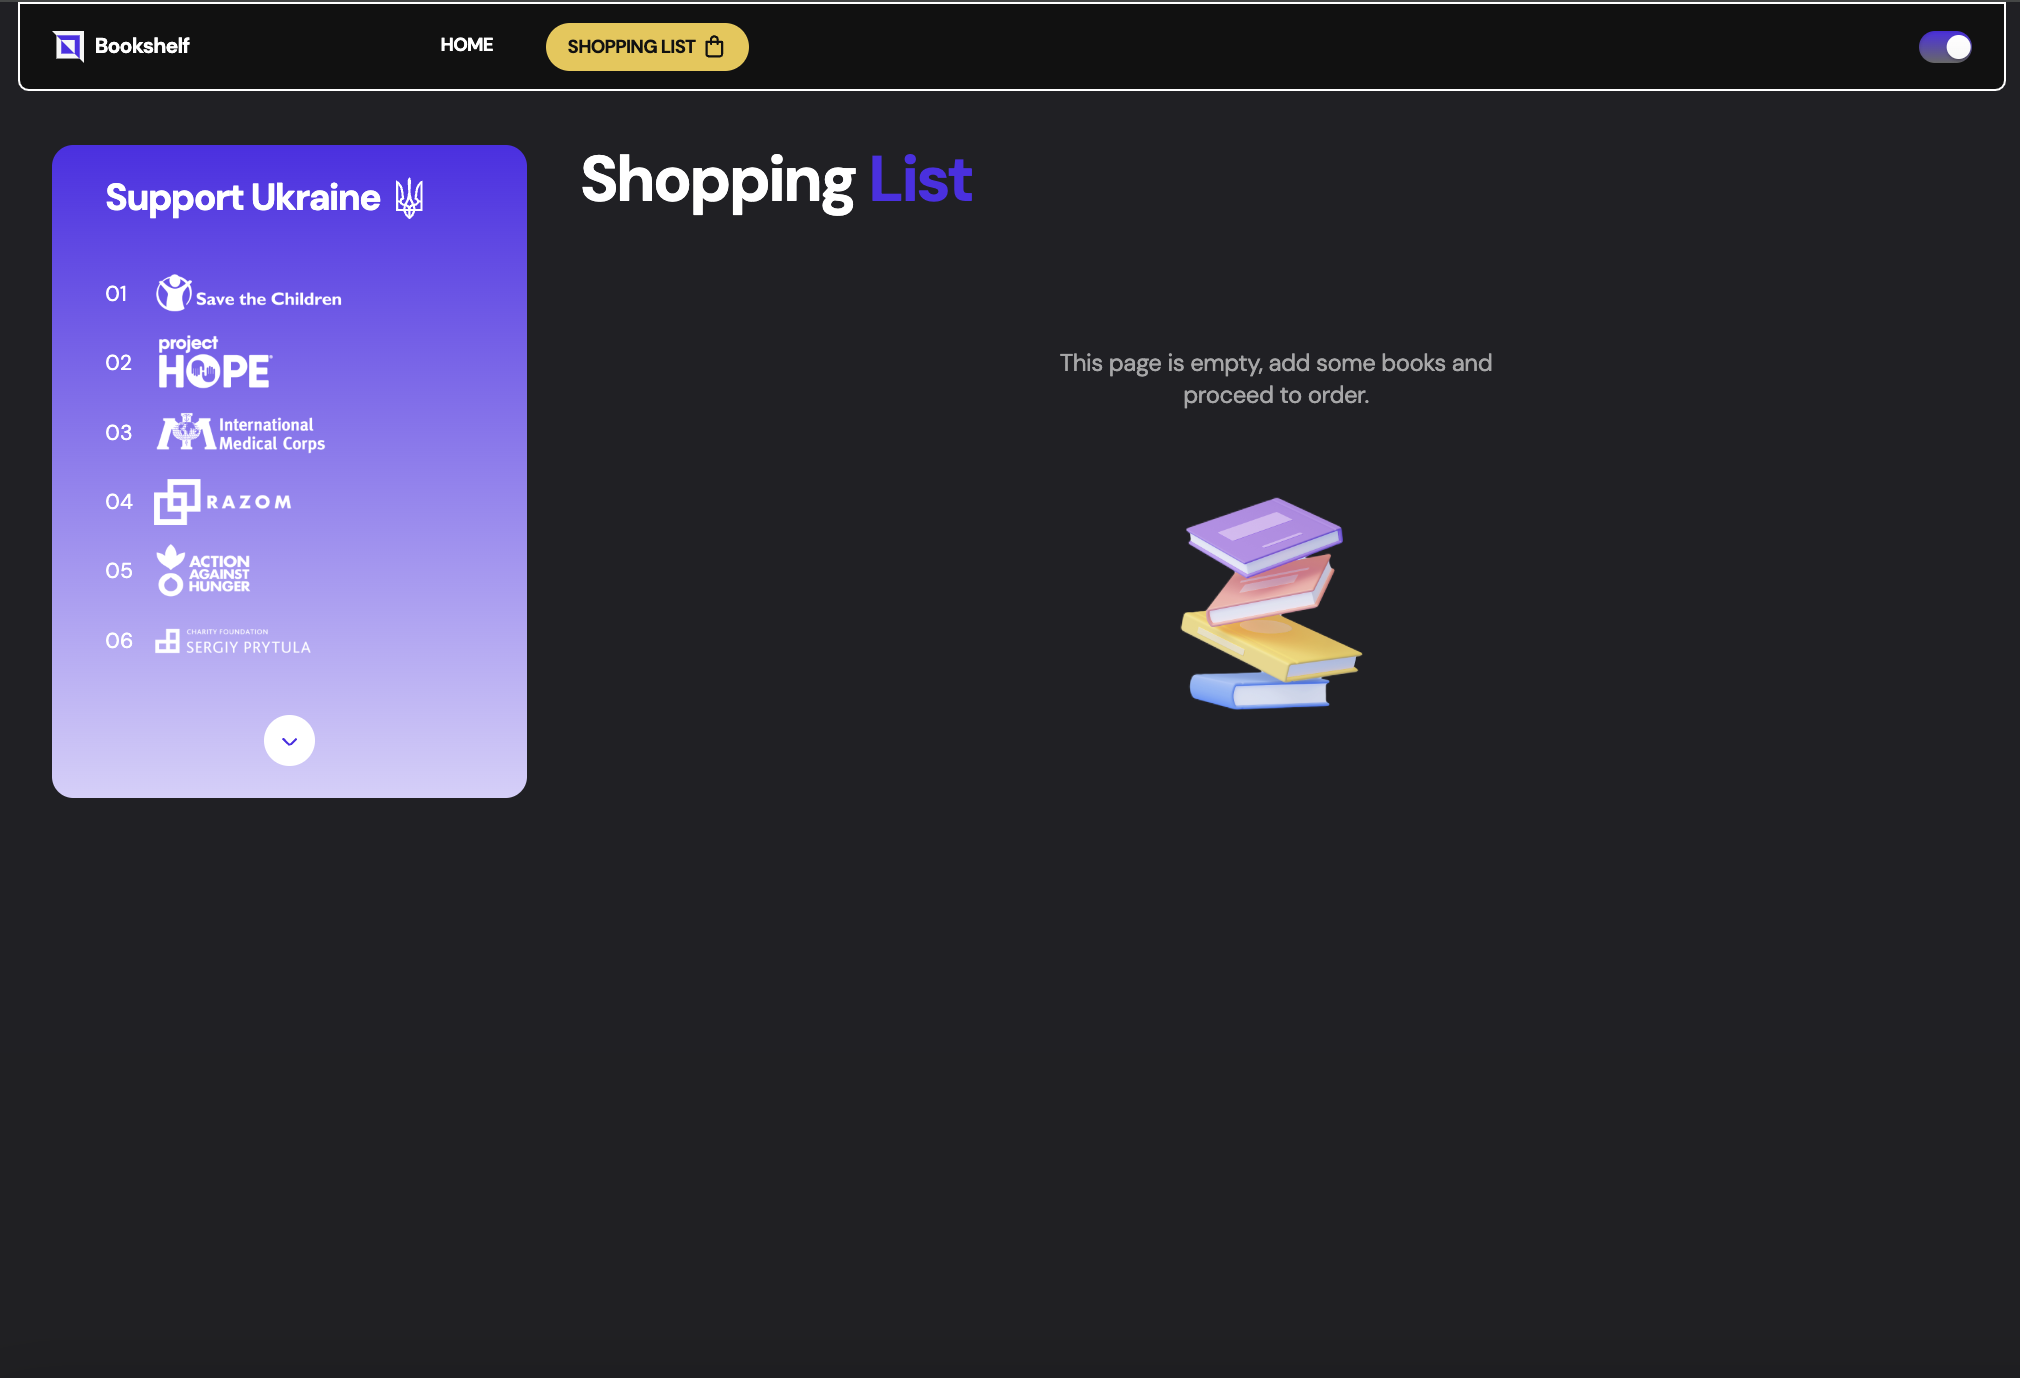 Bookshelf
HOME
SHOPPING LIST
Support Ukraine
01
Save the Children
02
project
HOPE
03
International
Medical Corps
04
RAZOM
05
ACTION
AGAINST
HUNGER
06
CHARITY FOUNDATION
SERGIY PRYTULA
Shopping List
This page is empty, add some books and
proceed to order.